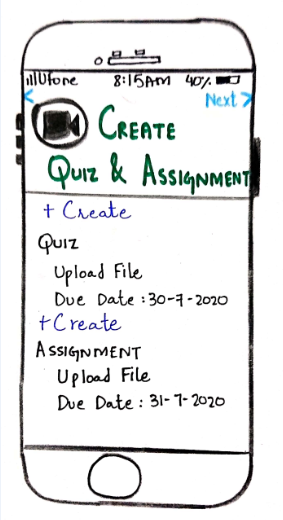 Ufone 8:15AM 40%
< Next >
CREATE
QUIZ & ASSIGNMENT
+ Create
QUIZ
Upload File
Due Date : 30-7-2020
+ Create
ASSIGNMENT
Upload File
Due Date : 31-7-2020